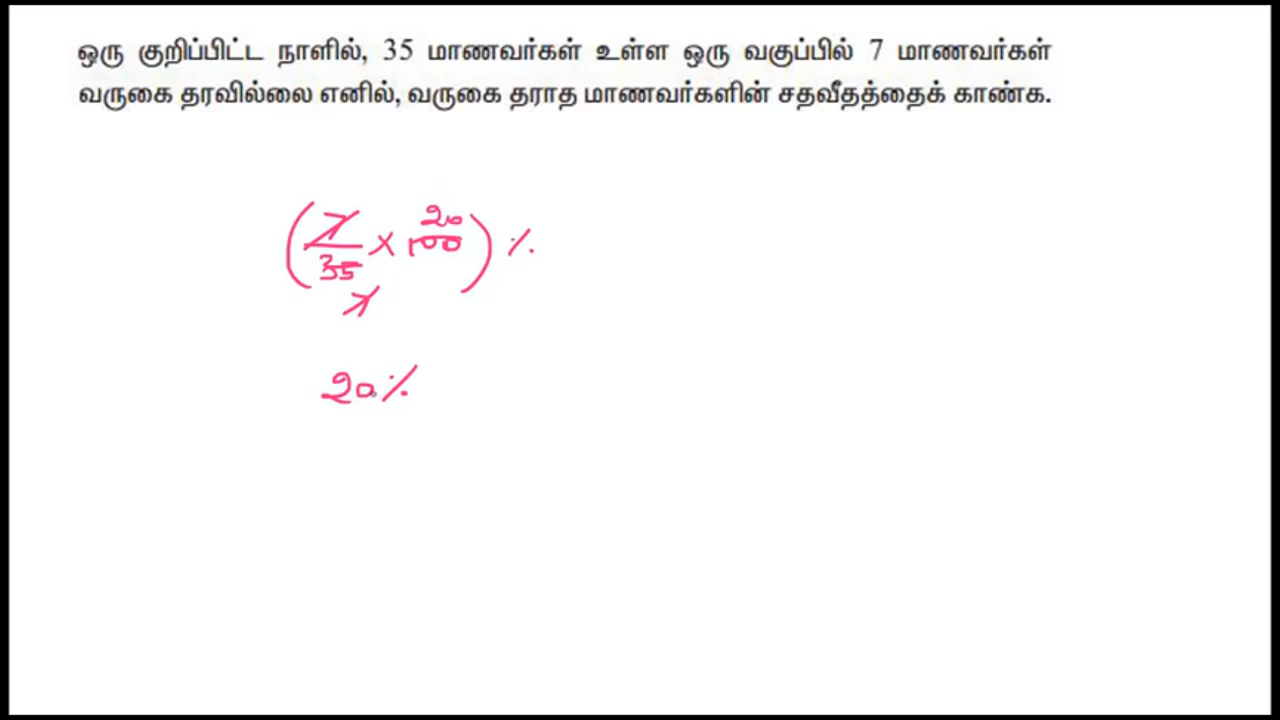 ஒரு குறிப்பிட்ட நாளில், 35 மாணவர்கள் உள்ள ஒரு வகுப்பில் 7 மாணவர்கள்
வருகை தரவில்லை எனில், வருகை தராத மாணவர்களின் சதவீதத்தைக் காண்க.
20
(7/35 × 100) %
20%